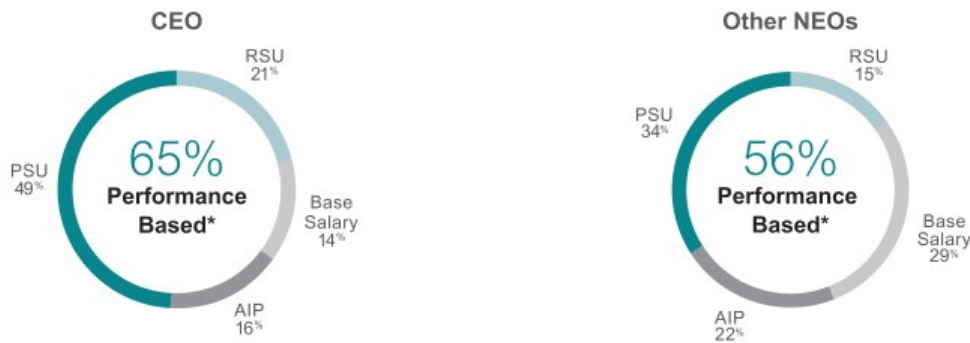 CEO
RSU
21%
PSU
49%
65%
Performance
Based*
Base
Salary
14%
AIP
16%
Other NEOs
RSU
15%
PSU
34%
56%
Performance
Based*
Base
Salary
29%
AIP
22%